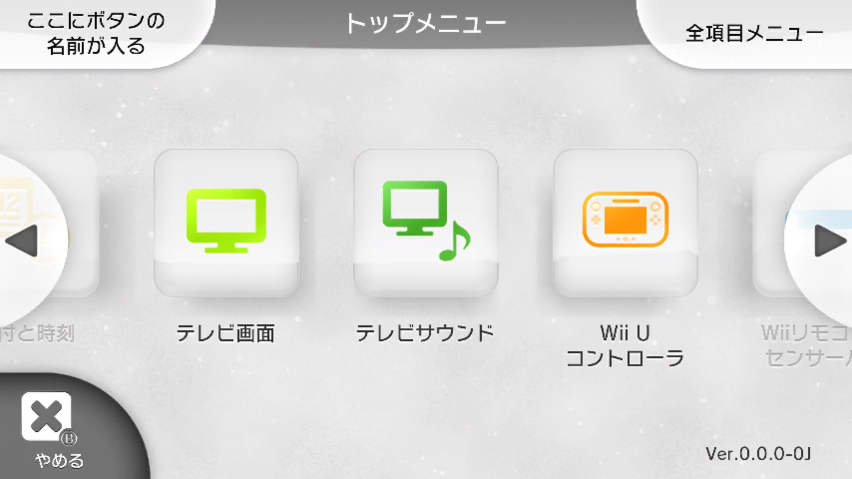 ここにボタンの
名前が入る
トップメニュー
全項目メニュー
12
付と時刻
テレビ画面
テレビサウンド
Wii U
コントローラ
Wiiリモコ
センサー
B
やめる
Ver.0.0.0-0J